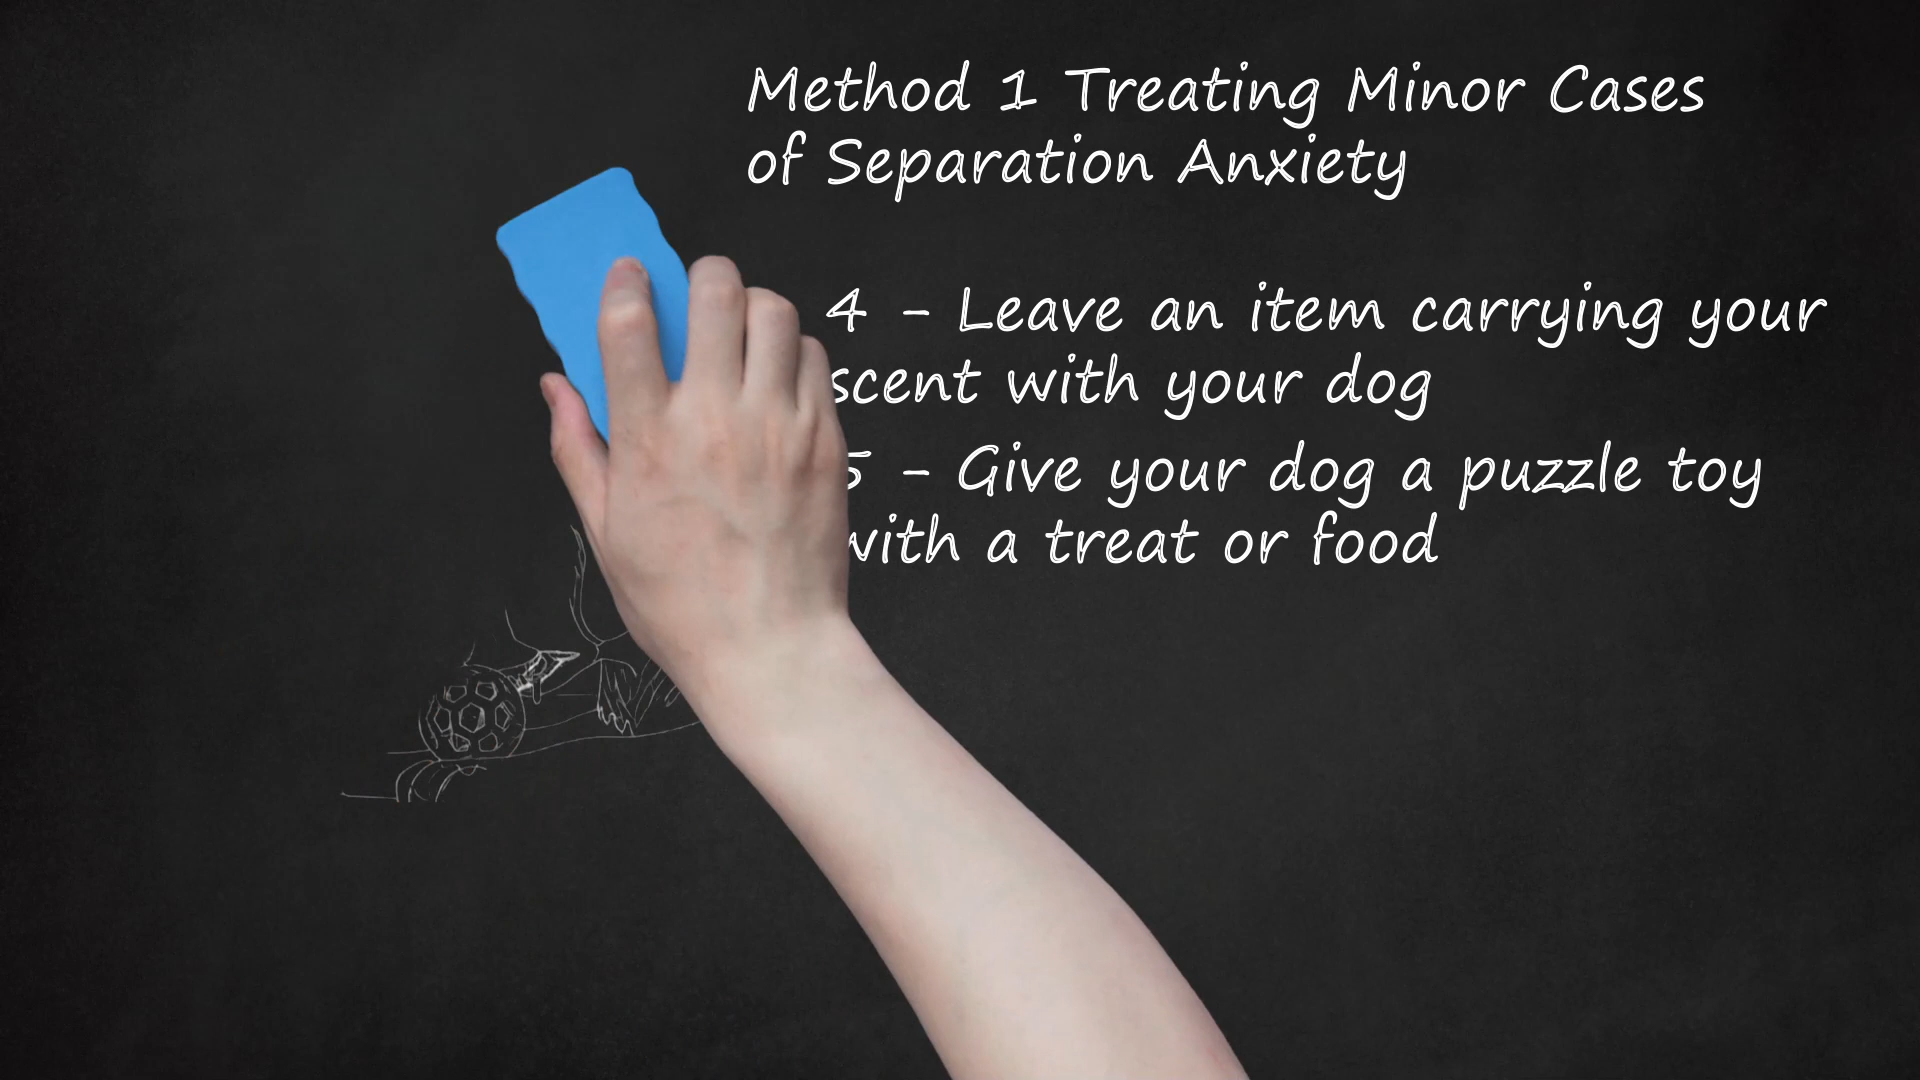 Method 1 Treating Minor Cases
of Separation Anxiety
4 - Leave an item carrying your
scent with your dog
5 - Give your dog a puzzle toy
with a treat or food